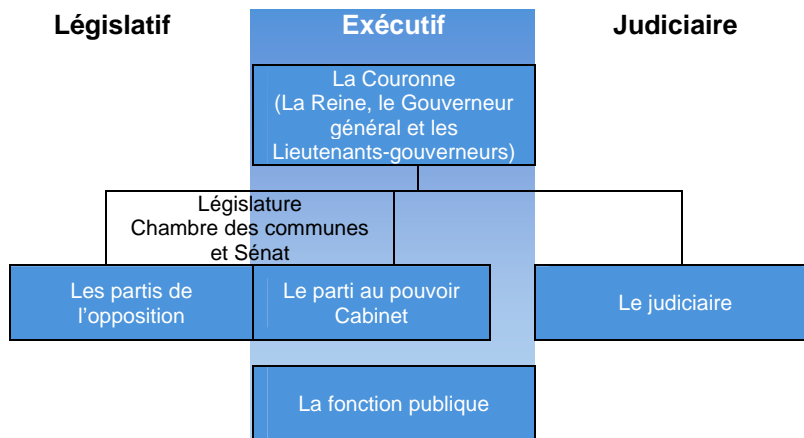 Législatif
Exécutif
Judiciaire
La Couronne
(La Reine, le Gouverneur
général et les
Lieutenants-gouverneurs)
Législature
Chambre des communes
et Sénat
Les partis de
l’opposition
Le parti au pouvoir
Cabinet
Le judiciaire
La fonction publique